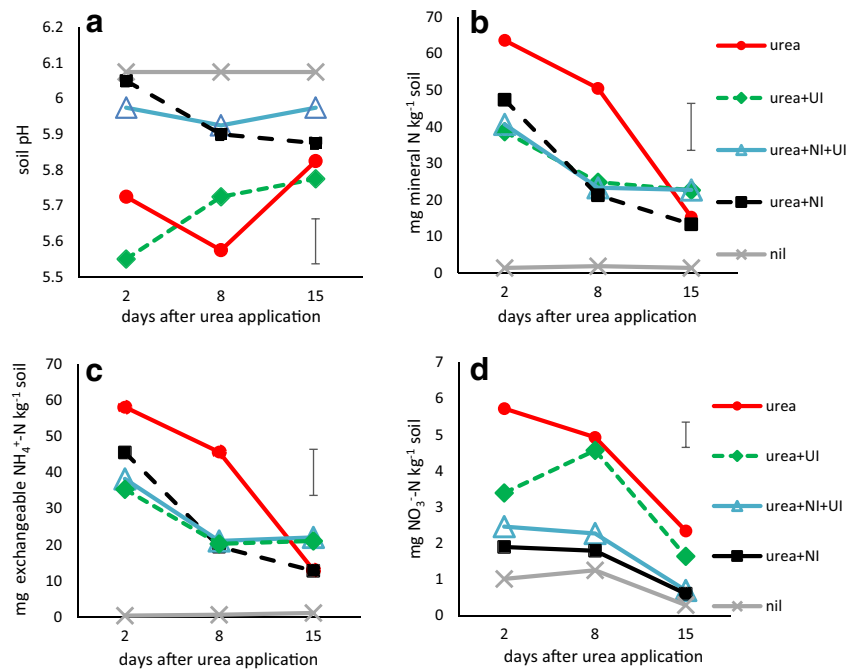 a
6.2
6.1
6
5.9
5.8
5.7
5.6
5.5
soil pH
2 8 15
days after urea application
b
70
60
50
40
30
20
10
0
mg mineral N kg⁻¹ soil
2 8 15
days after urea application
urea
urea+UI
urea+NI+UI
urea+NI
nil
c
70
60
50
40
30
20
10
0
mg exchangeable NH₄⁺-N kg⁻¹ soil
2 8 15
days after urea application
d
7
6
5
4
3
2
1
0
mg NO₃⁻-N kg⁻¹ soil
2 8 15
days after urea application
urea
urea+UI
urea+NI+UI
urea+NI
nil